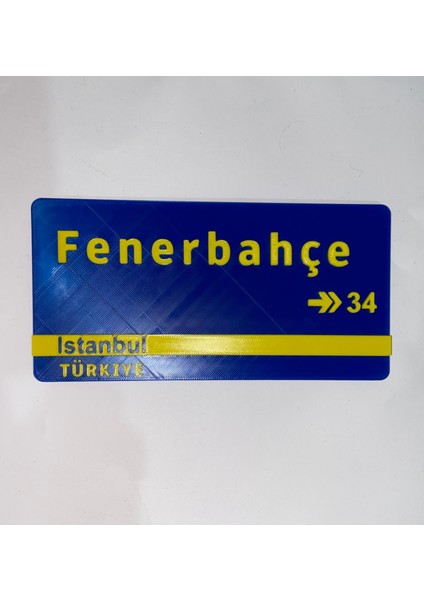 Fenerbahçe
34
Istanbul
TÜRKIYE